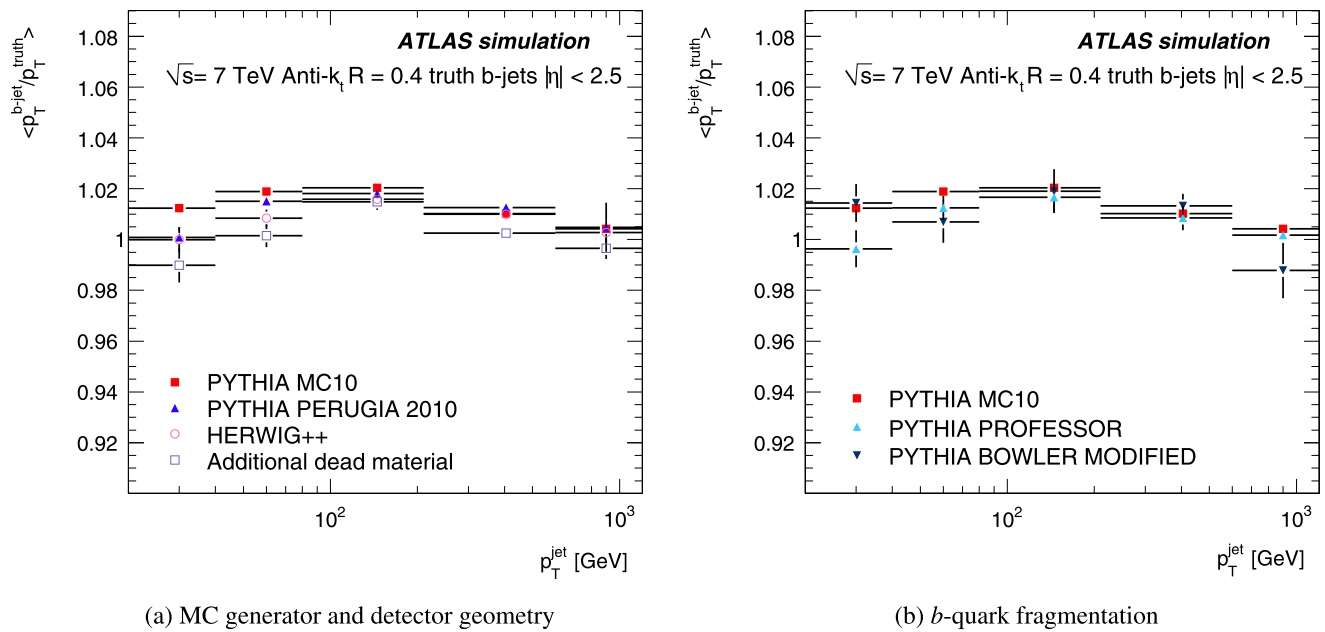 <p_T^b-jet/p_T^truth>
1.08
1.06
1.04
1.02
1
0.98
0.96
0.94
0.92
ATLAS simulation
√s= 7 TeV Anti-k_t R = 0.4 truth b-jets |η| < 2.5
PYTHIA MC10
PYTHIA PERUGIA 2010
HERWIG++
Additional dead material
10^2
10^3
p_T^jet [GeV]
(a) MC generator and detector geometry
<p_T^b-jet/p_T^truth>
1.08
1.06
1.04
1.02
1
0.98
0.96
0.94
0.92
ATLAS simulation
√s= 7 TeV Anti-k_t R = 0.4 truth b-jets |η| < 2.5
PYTHIA MC10
PYTHIA PROFESSOR
PYTHIA BOWLER MODIFIED
10^2
10^3
p_T^jet [GeV]
(b) b-quark fragmentation